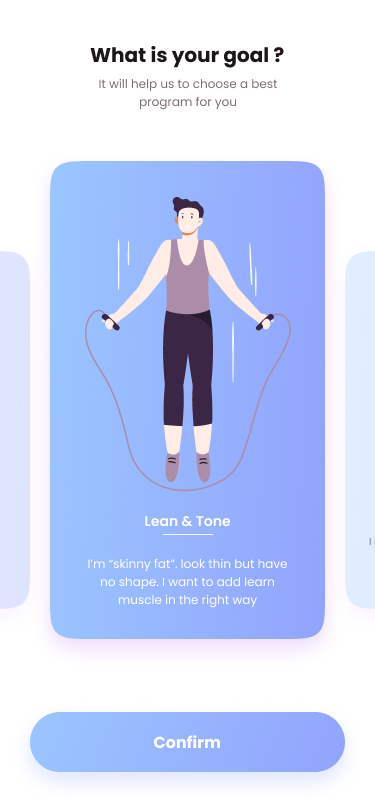 What is your goal ?
It will help us to choose a best
program for you
Lean & Tone
I'm “skinny fat”. look thin but have
no shape. I want to add learn
muscle in the right way
I
Confirm